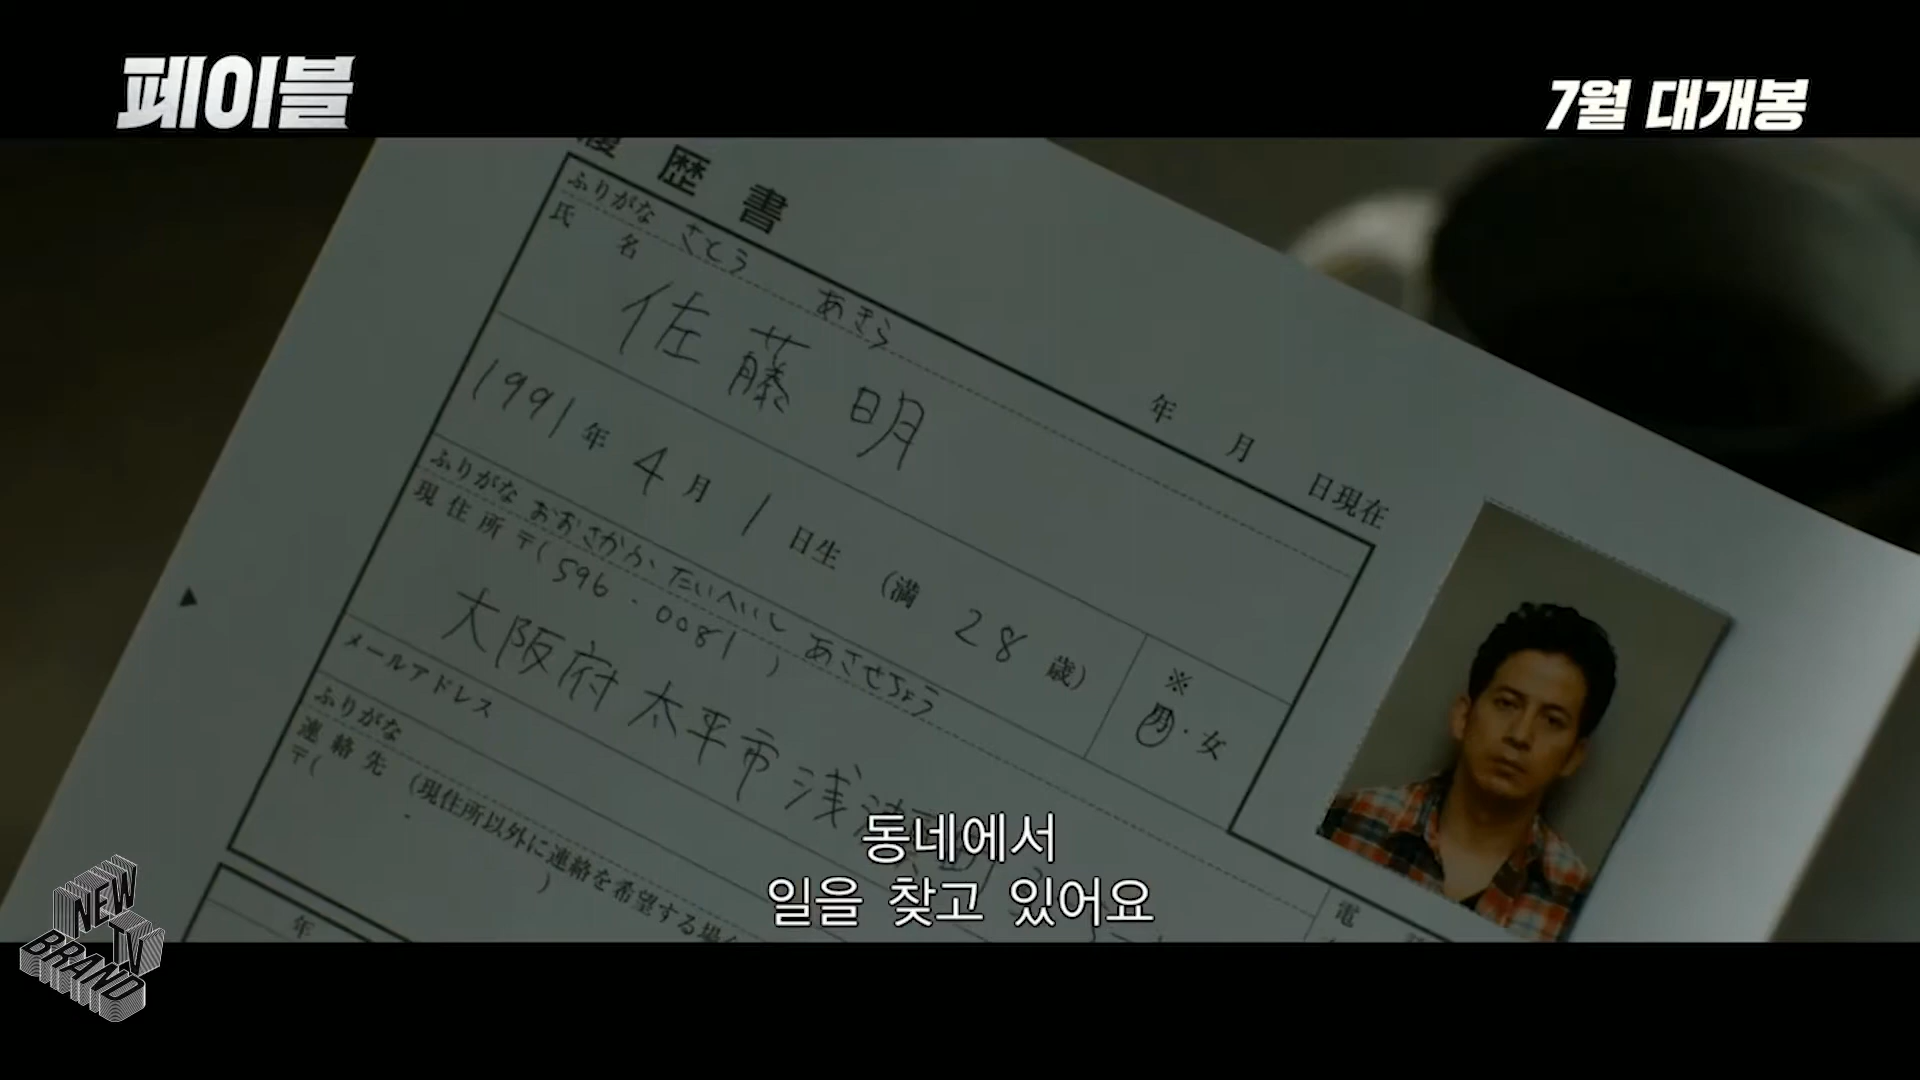 페이블
7월 대개봉
履歴書
年 月 日現在
ふりがな さとう あきら
氏名
佐藤 明
1991年 4月 1日生 (満 28歳)
※
男・女
ふりがな おおさかふ たいへいし あさせちょう
現住所 〒(596-0081)
大阪府 太平市 浅
メールアドレス
ふりがな
連絡先 (現住所以外に連絡を希望する場合
〒( )
電
年
동네에서
일을 찾고 있어요
NEW
TV
BRAND